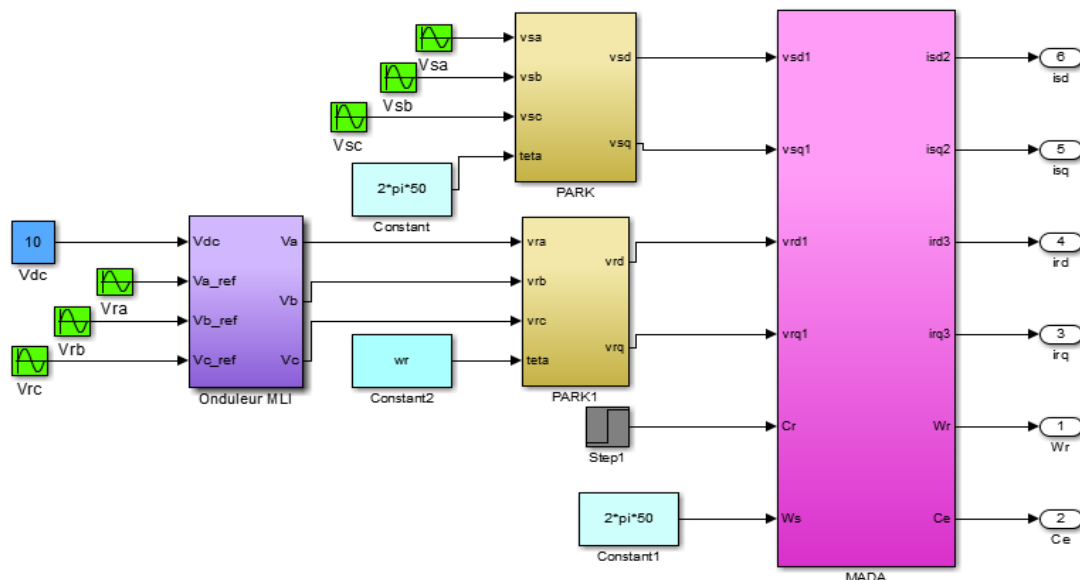 Vsa
Vsb
Vsc
2*pi*50
Constant
vsa
vsb
vsc
teta
vsd
vsq
PARK
10
Vdc
Vra
Vrb
Vrc
Vdc
Va_ref
Vb_ref
Vc_ref
Va
Vb
Vc
Onduleur MLI
wr
Constant2
vra
vrb
vrc
teta
vrd
vrq
PARK1
Step1
2*pi*50
Constant1
vsd1
vsq1
vrd1
vrq1
Cr
Ws
isd2
isq2
ird3
irq3
Wr
Ce
MADA
6
isd
5
isq
4
ird
3
irq
1
Wr
2
Ce